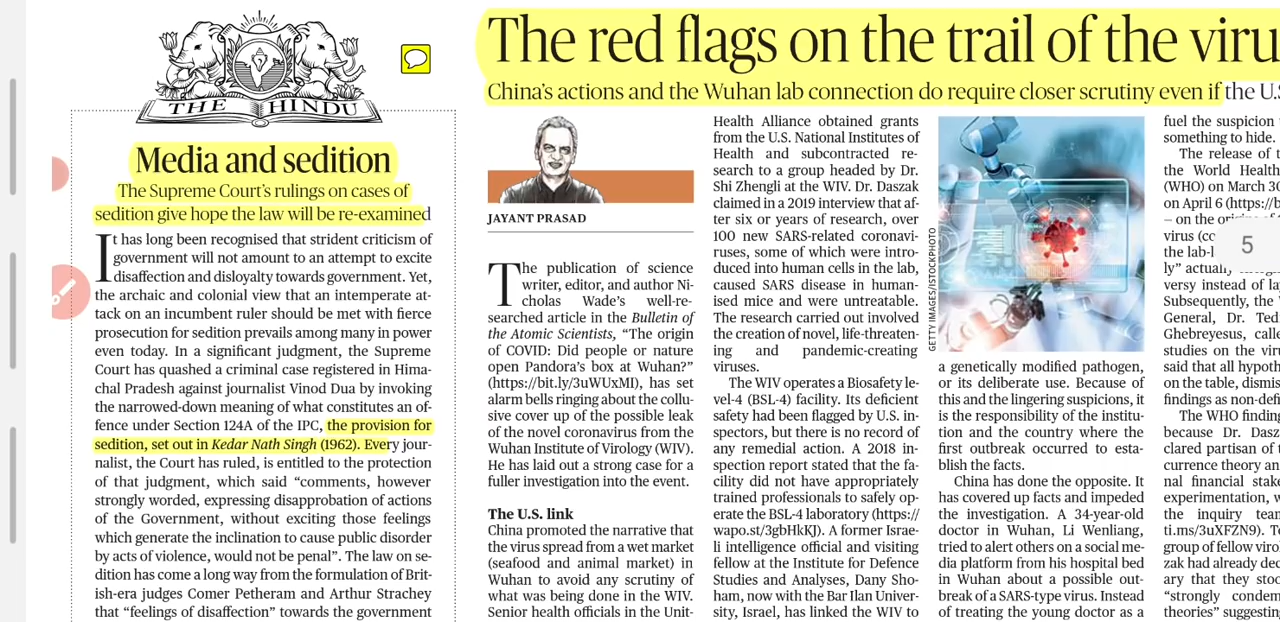 THE HINDU
Media and sedition
The Supreme Court's rulings on cases of
sedition give hope the law will be re-examined
It has long been recognised that strident criticism of
government will not amount to an attempt to excite
disaffection and disloyalty towards government. Yet,
the archaic and colonial view that an intemperate at-
tack on an incumbent ruler should be met with fierce
prosecution for sedition prevails among many in power
even today. In a significant judgment, the Supreme
Court has quashed a criminal case registered in Hima-
chal Pradesh against journalist Vinod Dua by invoking
the narrowed-down meaning of what constitutes an of-
fence under Section 124A of the IPC, the provision for
sedition, set out in Kedar Nath Singh (1962). Every jour-
nalist, the Court has ruled, is entitled to the protection
of that judgment, which said “comments, however
strongly worded, expressing disapprobation of actions
of the Government, without exciting those feelings
which generate the inclination to cause public disorder
by acts of violence, would not be penal”. The law on se-
dition has come a long way from the formulation of Brit-
ish-era judges Comer Petheram and Arthur Strachey
that “feelings of disaffection” towards the government
The red flags on the trail of the viru
China's actions and the Wuhan lab connection do require closer scrutiny even if the U.S
JAYANT PRASAD
The publication of science
writer, editor, and author Ni-
cholas Wade's well-re-
searched article in the Bulletin of
the Atomic Scientists, “The origin
of COVID: Did people or nature
open Pandora's box at Wuhan?”
(https://bit.ly/3uWUxMI), has set
alarm bells ringing about the collu-
sive cover up of the possible leak
of the novel coronavirus from the
Wuhan Institute of Virology (WIV).
He has laid out a strong case for a
fuller investigation into the event.
The U.S. link
China promoted the narrative that
the virus spread from a wet market
(seafood and animal market) in
Wuhan to avoid any scrutiny of
what was being done in the WIV.
Senior health officials in the Unit-
Health Alliance obtained grants
from the U.S. National Institutes of
Health and subcontracted re-
search to a group headed by Dr.
Shi Zhengli at the WIV. Dr. Daszak
claimed in a 2019 interview that af-
ter six or years of research, over
100 new SARS-related coronavi-
ruses, some of which were intro-
duced into human cells in the lab,
caused SARS disease in human-
ised mice and were untreatable.
The research carried out involved
the creation of novel, life-threaten-
ing and pandemic-creating
viruses.
The WIV operates a Biosafety le-
vel-4 (BSL-4) facility. Its deficient
safety had been flagged by U.S. in-
spectors, but there is no record of
any remedial action. A 2018 in-
spection report stated that the fa-
cility did not have appropriately
trained professionals to safely op-
erate the BSL-4 laboratory (https://
wapo.st/3gbHkKJ). A former Israe-
li intelligence official and visiting
fellow at the Institute for Defence
Studies and Analyses, Dany Sho-
ham, now with the Bar Ilan Univer-
sity, Israel, has linked the WIV to
GETTY IMAGES/ISTOCKPHOTO
a genetically modified pathogen,
or its deliberate use. Because of
this and the lingering suspicions, it
is the responsibility of the institu-
tion and the country where the
first outbreak occurred to esta-
blish the facts.
China has done the opposite. It
has covered up facts and impeded
the investigation. A 34-year-old
doctor in Wuhan, Li Wenliang,
tried to alert others on a social me-
dia platform from his hospital bed
in Wuhan about a possible out-
break of a SARS-type virus. Instead
of treating the young doctor as a
fuel the suspicion
something to hide.
The release of t
the World Health
(WHO) on March 30
on April 6 (https://b
– on the origins of
virus (co
the lab-l
ly” actually
versy instead of lay
Subsequently, the
General, Dr. Ted
Ghebreyesus, calle
studies on the viru
said that all hypoth
on the table, dismis
findings as non-defi
The WHO finding
because Dr. Dasz
clared partisan of t
currence theory an
nal financial stake
experimentation, w
the inquiry team
ti.ms/3uXFZN9). To
group of fellow virol
zak had already dec
ary that they stoo
“strongly condem
theories” suggestin
5